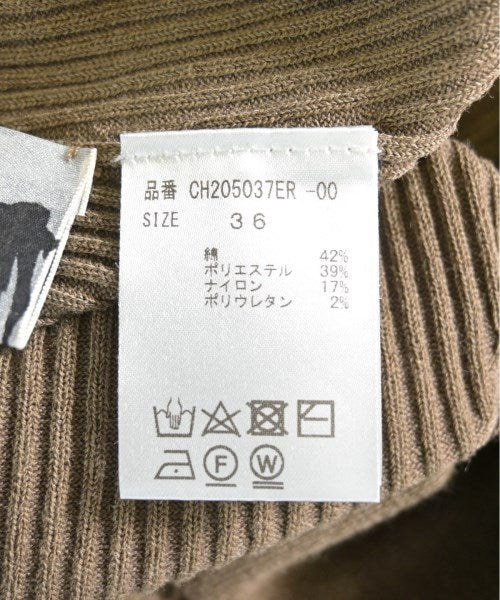 品番 CH205037ER -00
SIZE 36
綿 42%
ポリエステル 39%
ナイロン 17%
ポリウレタン 2%
F W